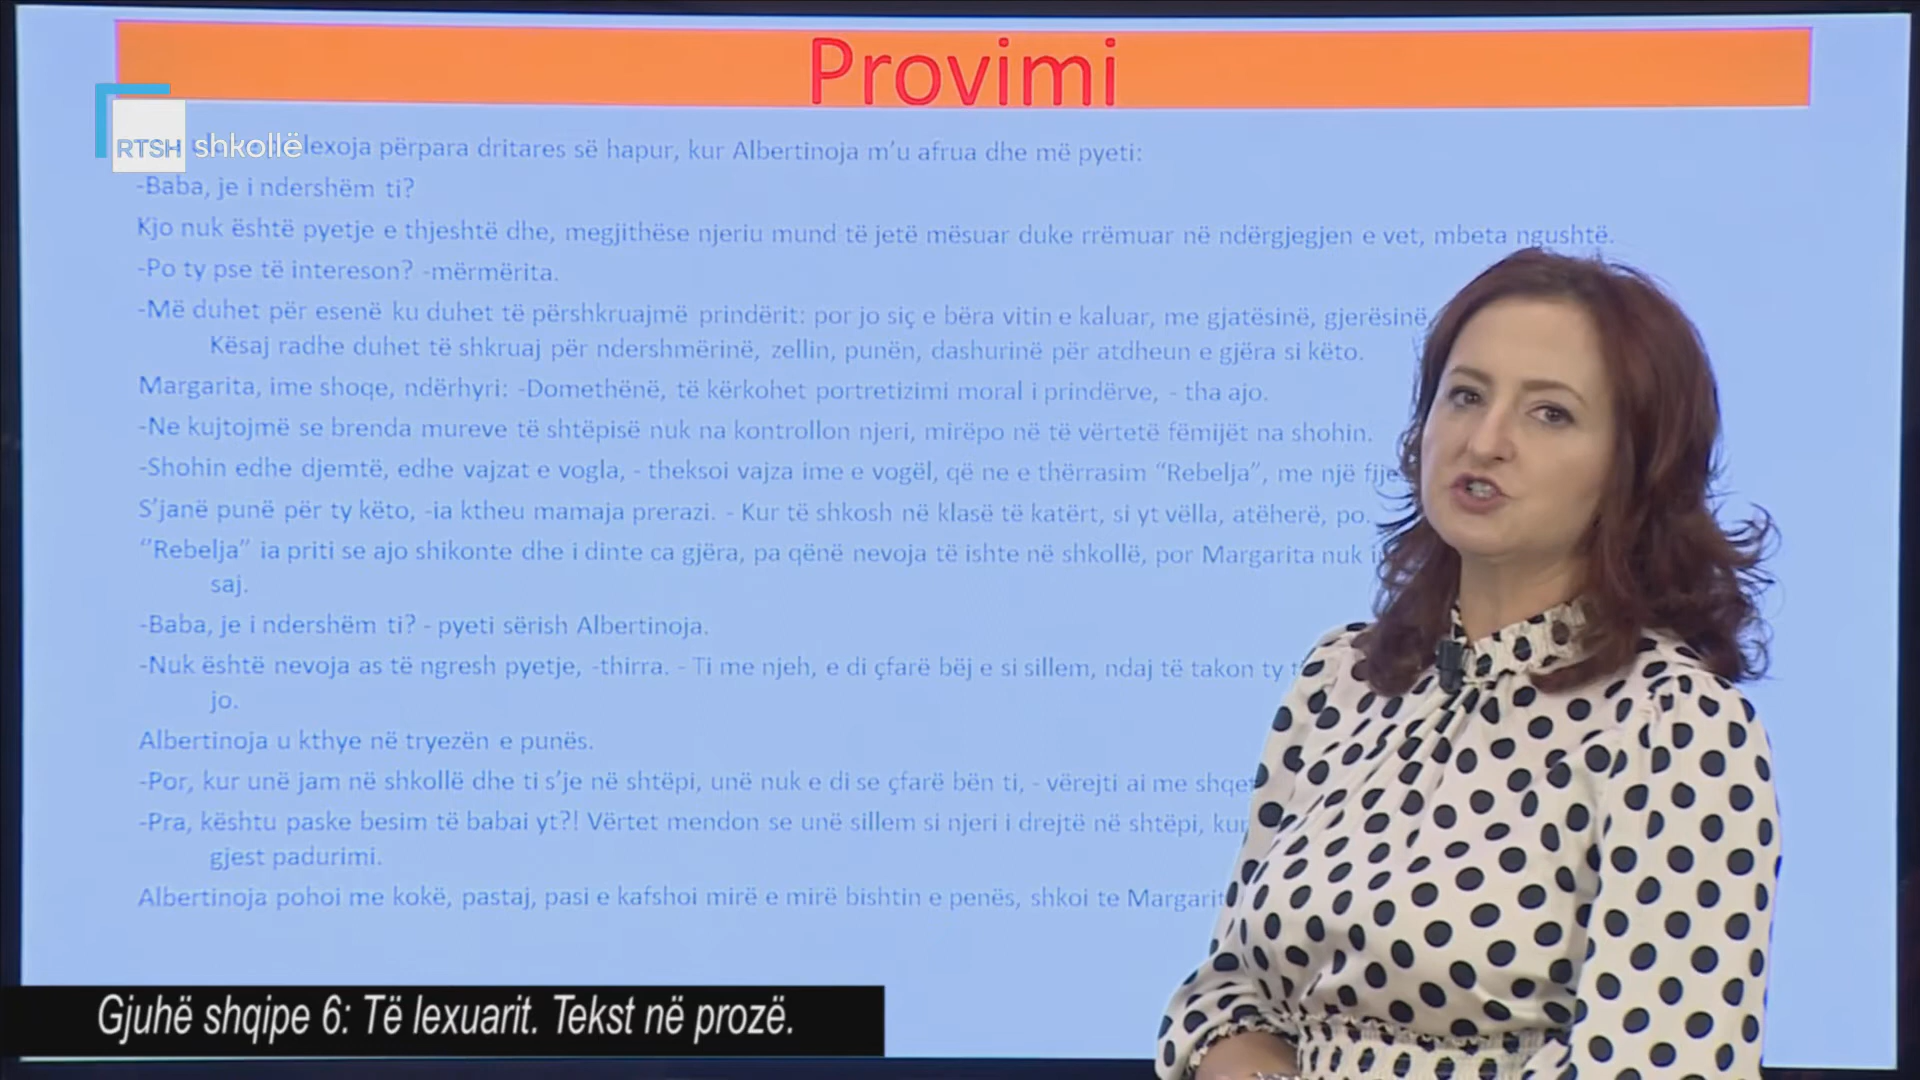 Provimi
RTSH shkollë
lexoja përpara dritares së hapur, kur Albertinoja m’u afrua dhe më pyeti:
-Baba, je i ndershëm ti?
Kjo nuk është pyetje e thjeshtë dhe, megjithëse njeriu mund të jetë mësuar duke rrëmuar në ndërgjegjen e vet, mbeta ngushtë.
-Po ty pse të intereson? -mërmërita.
-Më duhet për esenë ku duhet të përshkruajmë prindërit: por jo siç e bëra vitin e kaluar, me gjatësinë, gjerësinë,
Kësaj radhe duhet të shkruaj për ndershmërinë, zellin, punën, dashurinë për atdheun e gjëra si këto.
Margarita, ime shoqe, ndërhyri: -Domethënë, të kërkohet portretizimi moral i prindërve, - tha ajo.
-Ne kujtojmë se brenda mureve të shtëpisë nuk na kontrollon njeri, mirëpo në të vërtetë fëmijët na shohin.
-Shohin edhe djemtë, edhe vajzat e vogla, - theksoi vajza ime e vogël, që ne e thërrasim “Rebelja”, me një fije
S’janë punë për ty këto, -ia ktheu mamaja prerazi. - Kur të shkosh në klasë të katërt, si yt vëlla, atëherë, po.
“Rebelja” ia priti se ajo shikonte dhe i dinte ca gjëra, pa qënë nevoja të ishte në shkollë, por Margarita nuk
saj.
-Baba, je i ndershëm ti? - pyeti sërish Albertinoja.
-Nuk është nevoja as të ngresh pyetje, -thirra. - Ti me njeh, e di çfarë bëj e si sillem, ndaj të takon ty
jo.
Albertinoja u kthye në tryezën e punës.
-Por, kur unë jam në shkollë dhe ti s’je në shtëpi, unë nuk e di se çfarë bën ti, - vërejti ai me
-Pra, kështu paske besim të babai yt?! Vërtet mendon se unë sillem si njeri i drejtë në shtëpi, kur
gjest padurimi.
Albertinoja pohoi me kokë, pastaj, pasi e kafshoi mirë e mirë bishtin e penës, shkoi te
Gjuhë shqipe 6: Të lexuarit. Tekst në prozë.